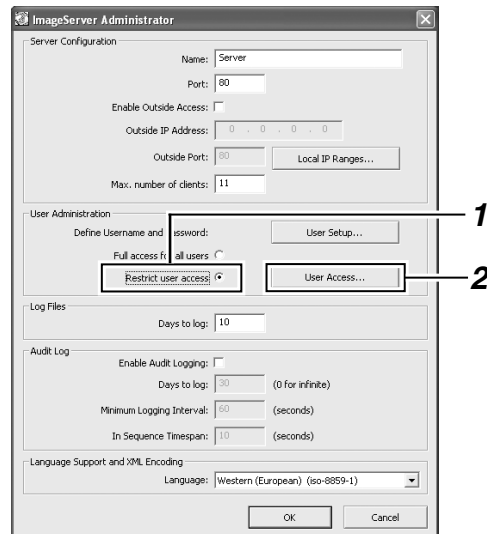 ImageServer Administrator
Server Configuration
Name: Server
Port: 80
Enable Outside Access:
Outside IP Address: 0 . 0 . 0 . 0
Outside Port: 80 Local IP Ranges...
Max. number of clients: 11
User Administration
1
Define Username and password: User Setup...
Full access for all users
Restrict user access User Access... 2
Log Files
Days to log: 10
Audit Log
Enable Audit Logging:
Days to log: 30 (0 for infinite)
Minimum Logging Interval: 60 (seconds)
In Sequence Timespan: 10 (seconds)
Language Support and XML Encoding
Language: Western (European) (iso-8859-1)
OK Cancel